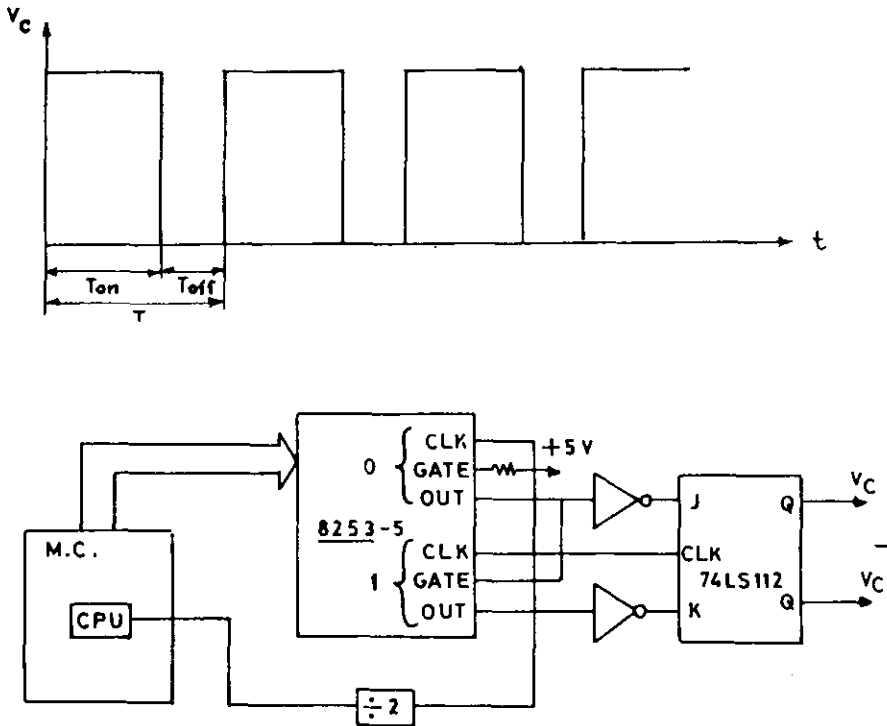 Vc
t
Ton
Toff
T
CLK
+5V
0
GATE
OUT
J
Q
Vc
8253-5
M.C.
CLK
CLK
1
GATE
74LS112
OUT
K
Q
Vc
CPU
÷2